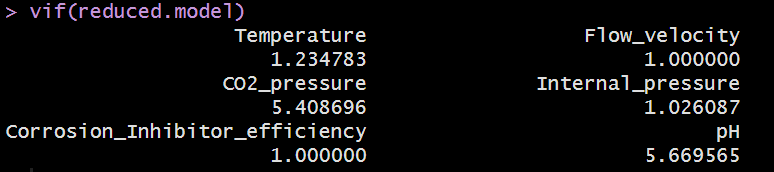 > vif(reduced.model)
Temperature Flow_velocity
1.234783 1.000000
CO2_pressure Internal_pressure
5.408696 1.026087
Corrosion_Inhibitor_efficiency pH
1.000000 5.669565